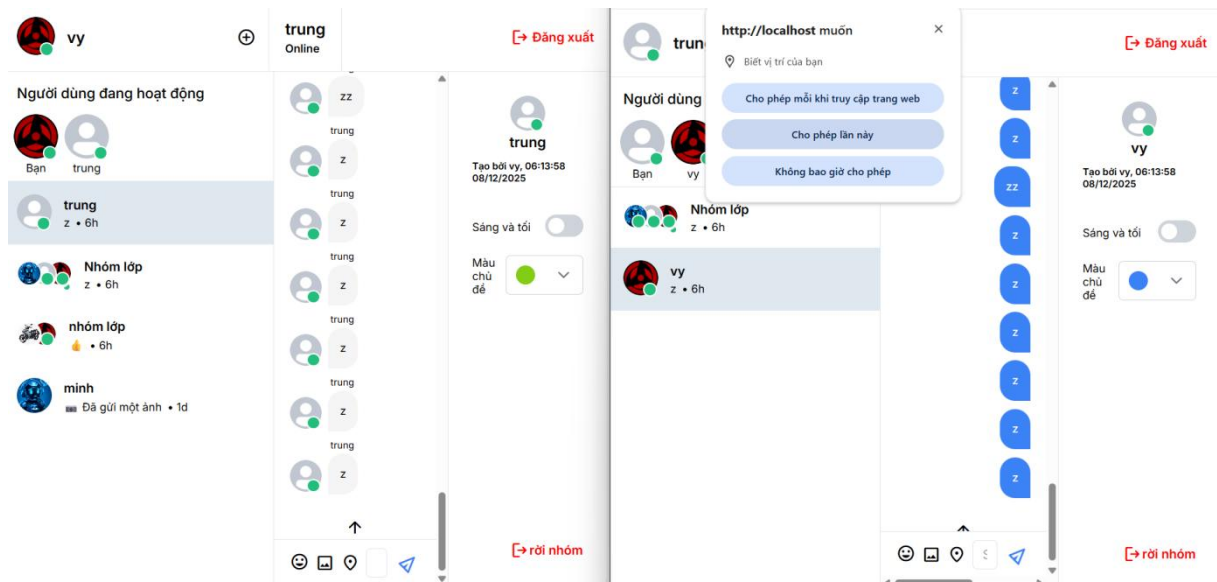 vy
trung
Online
Đăng xuất
Người dùng đang hoạt động
Bạn
trung
trung
z • 6h
Nhóm lớp
z • 6h
nhóm lớp
👍 • 6h
minh
📼 Đã gửi một ảnh • 1d
zz
trung
z
trung
z
trung
z
trung
z
trung
z
trung
z
trung
Tạo bởi vy, 06:13:58
08/12/2025
Sáng và tối
Màu
chủ
đề
rời nhóm
trun
http://localhost muốn
Biết vị trí của bạn
Cho phép mỗi khi truy cập trang web
Cho phép lần này
Không bao giờ cho phép
Đăng xuất
Người dùng
Bạn
vy
Nhóm lớp
z • 6h
vy
z • 6h
z
z
zz
z
z
z
z
z
z
vy
Tạo bởi vy, 06:13:58
08/12/2025
Sáng và tối
Màu
chủ
đề
rời nhóm